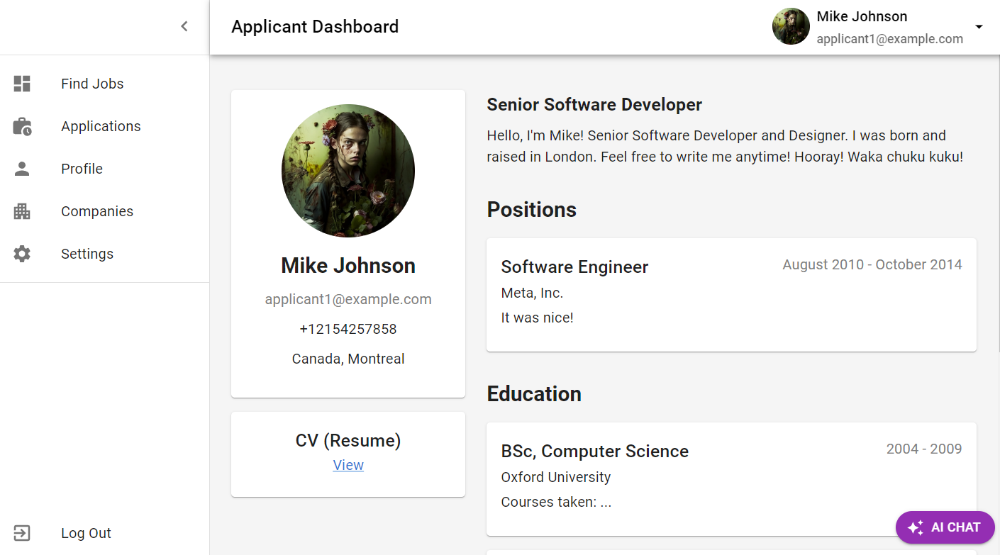 Applicant Dashboard
Mike Johnson
applicant1@example.com
Find Jobs
Applications
Profile
Companies
Settings
Log Out
Mike Johnson
applicant1@example.com
+12154257858
Canada, Montreal
CV (Resume)
View
Senior Software Developer
Hello, I'm Mike! Senior Software Developer and Designer. I was born and
raised in London. Feel free to write me anytime! Hooray! Waka chuku kuku!
Positions
Software Engineer
August 2010 - October 2014
Meta, Inc.
It was nice!
Education
BSc, Computer Science
2004 - 2009
Oxford University
Courses taken: ...
AI CHAT